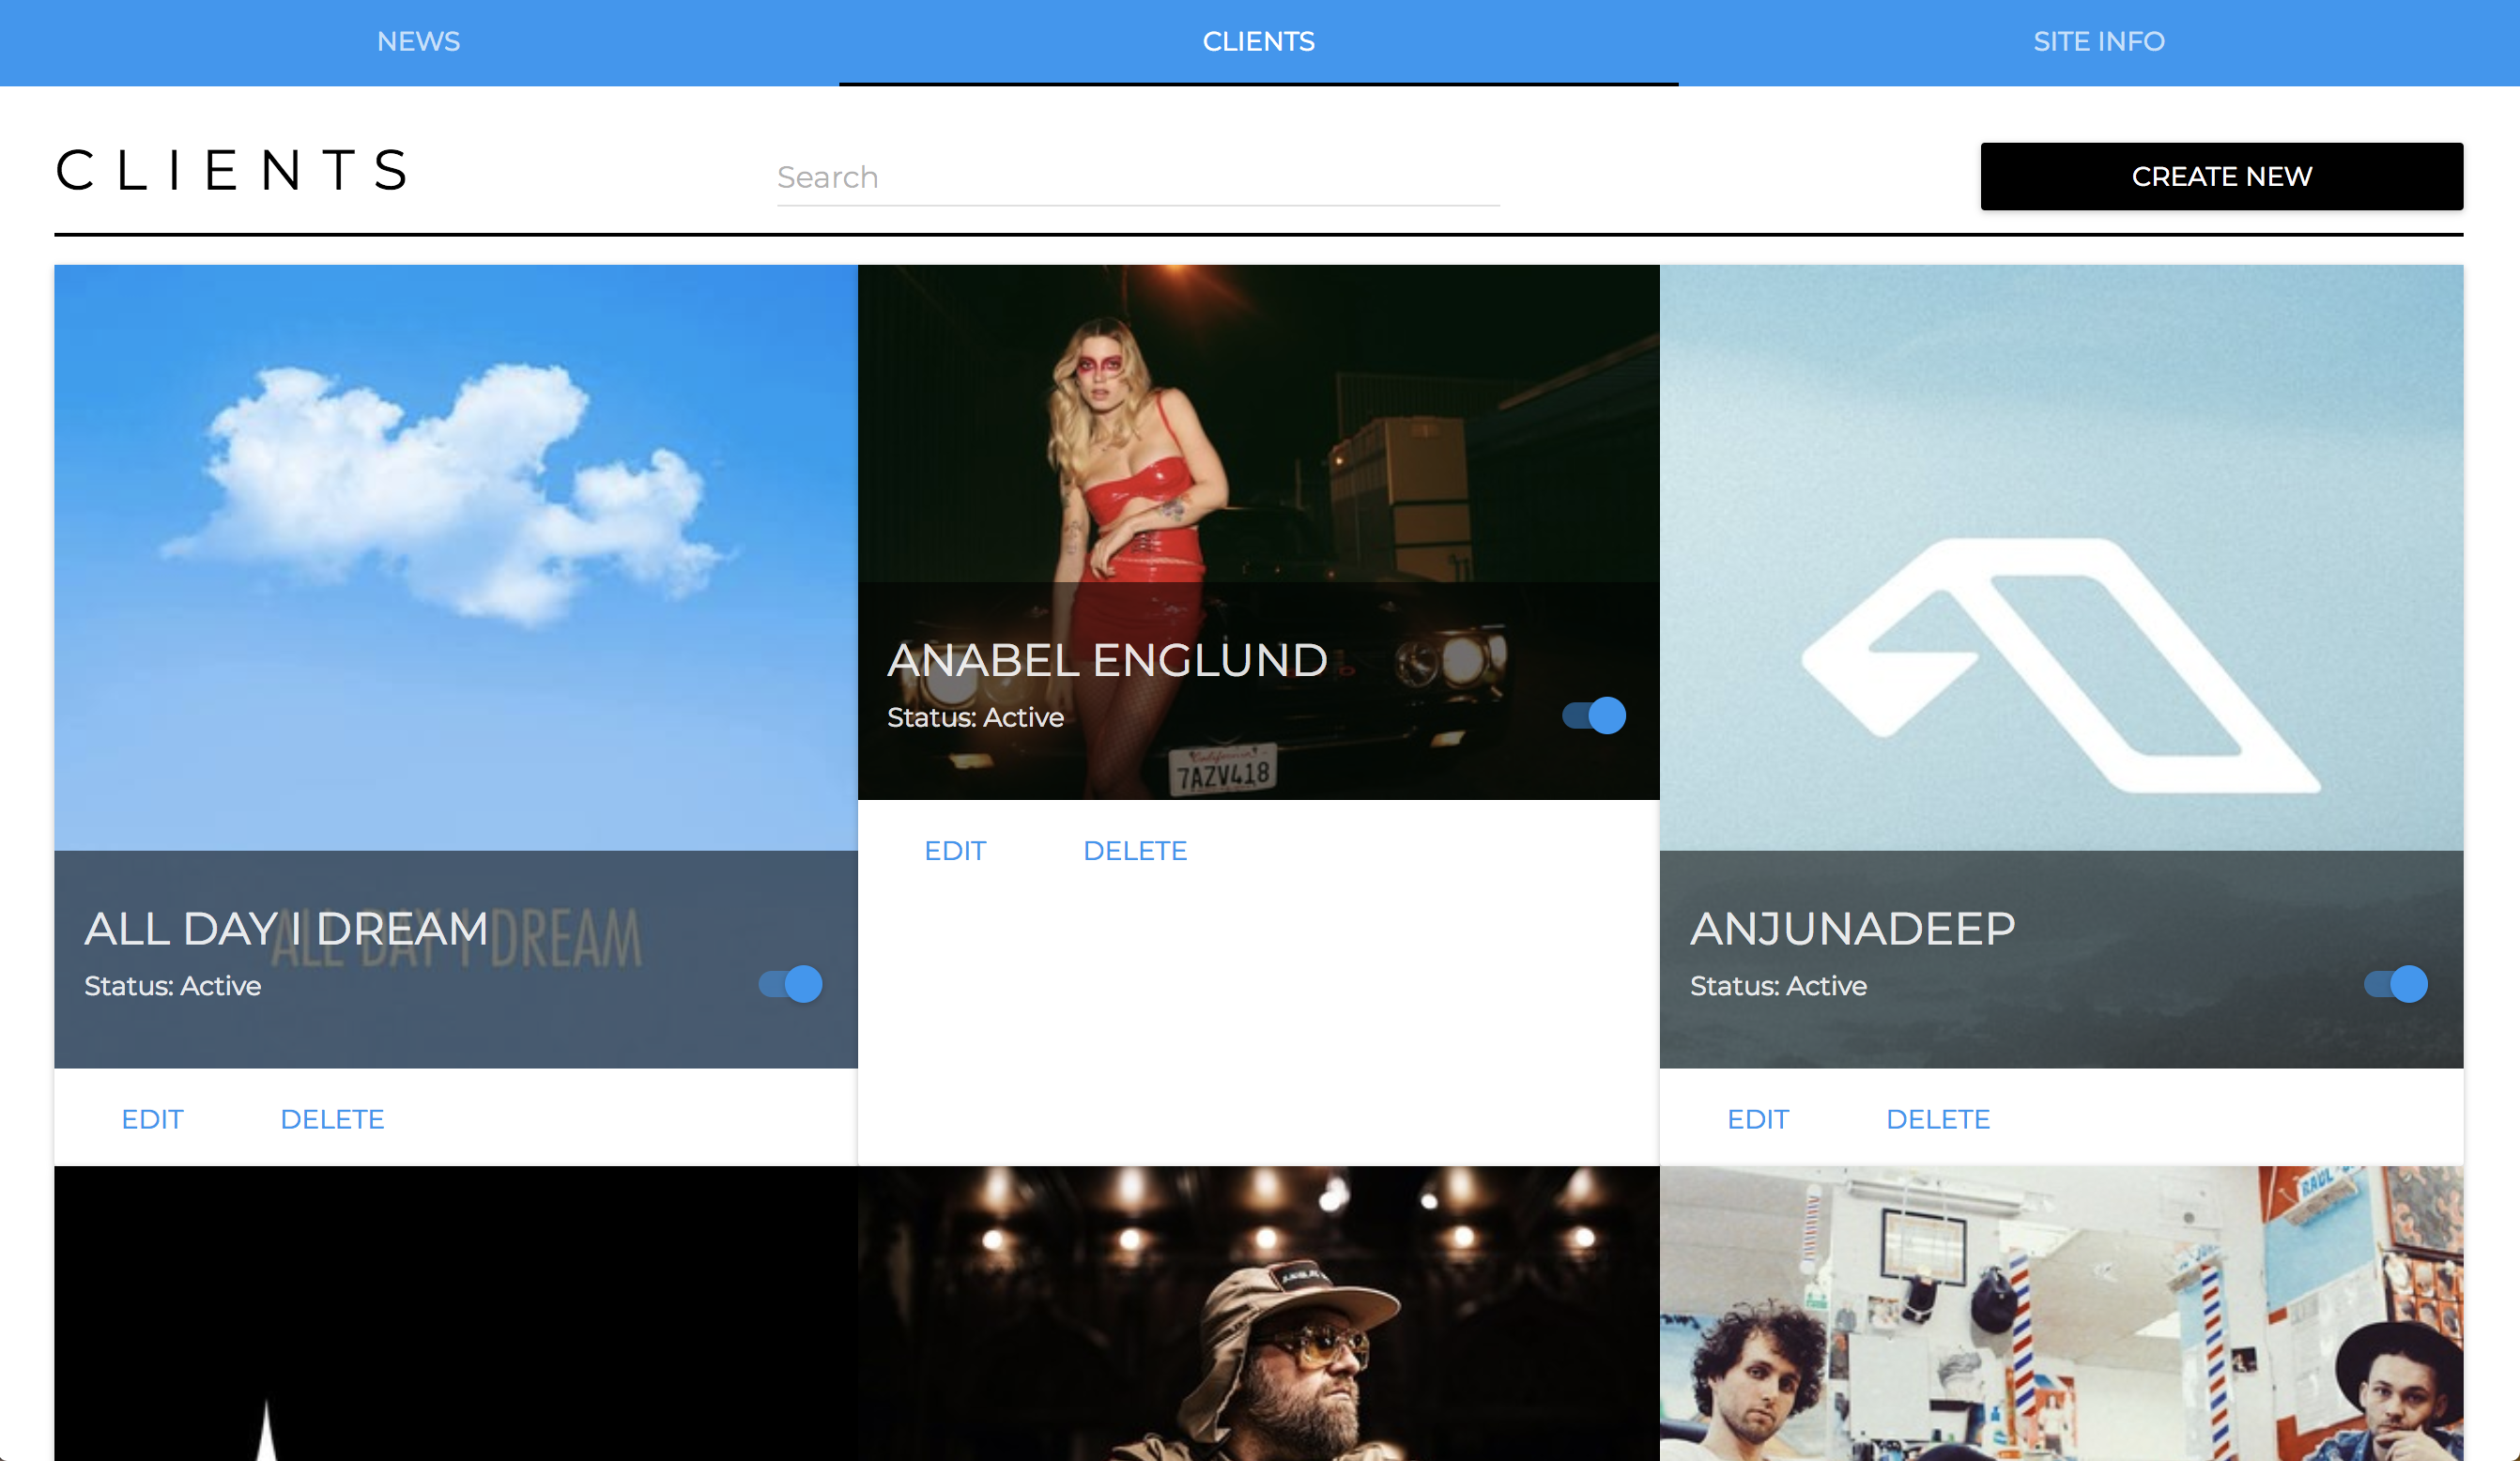 NEWS
CLIENTS
SITE INFO
CLIENTS
Search
CREATE NEW
ALL DAY I DREAM
ALL DAY I DREAM
Status: Active
EDIT
DELETE
ANABEL ENGLUND
Status: Active
California
7AZV418
EDIT
DELETE
ANJUNADEEP
Status: Active
EDIT
DELETE